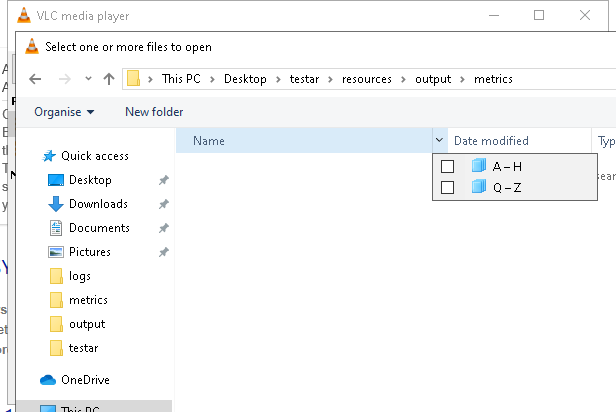 VLC media player
Select one or more files to open
This PC > Desktop > testar > resources > output > metrics
Organise
New folder
Name
Date modified
Typ
A – H
Q – Z
sear
Quick access
Desktop
Downloads
Documents
Pictures
logs
metrics
output
testar
OneDrive
This PC